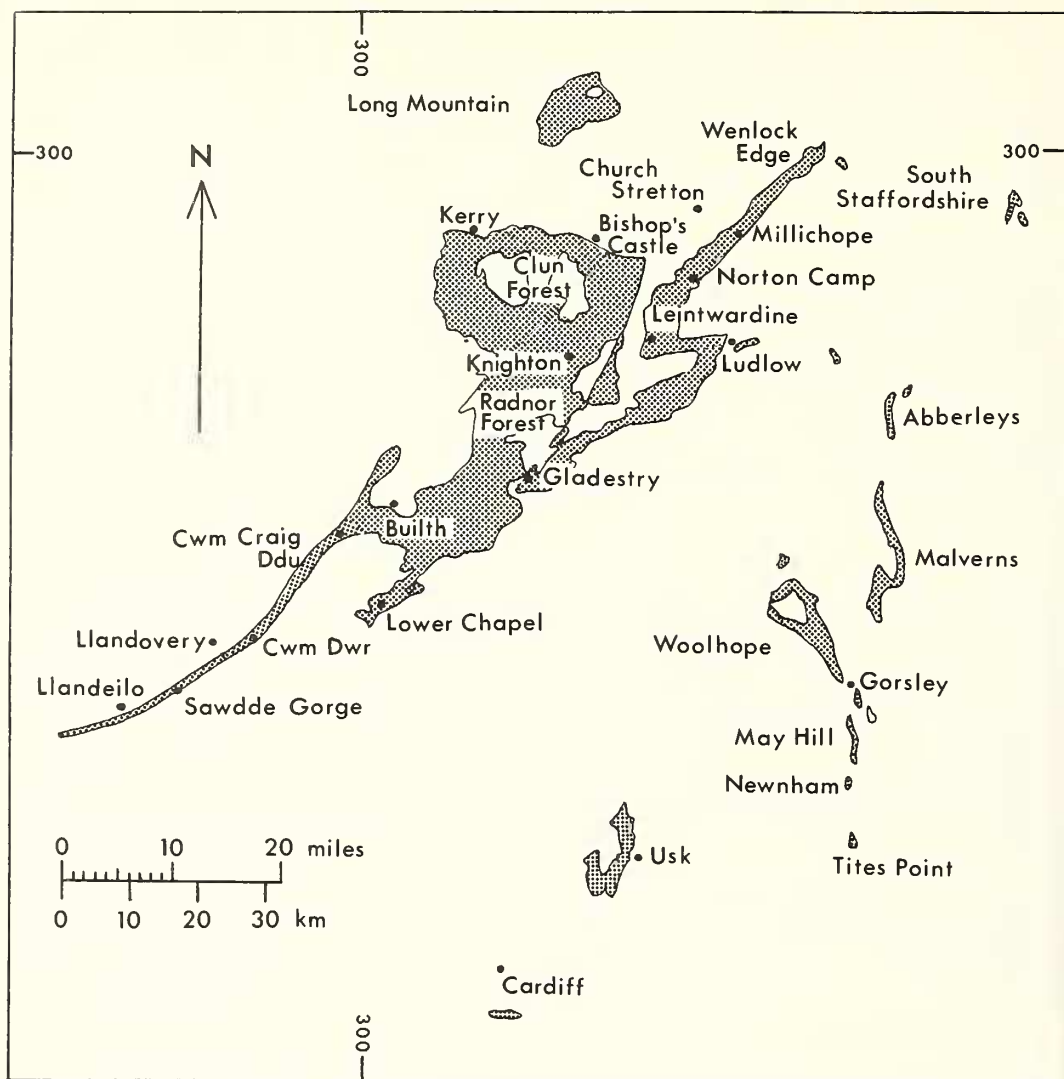 300
Long Mountain
300
N
Wenlock
Edge
300
Church
Stretton
South
Staffordshire
Kerry
Bishop's
Castle
Millichope
Clun
Forest
Norton Camp
Leintwardine
Knighton
Ludlow
Radnor
Forest
Abberleys
Gladestry
Cwm Craig
Ddu
Builth
Malverns
Llandovery
Cwm Dwr
Lower Chapel
Woolhope
Llandeilo
Sawdde Gorge
Gorsley
May Hill
Newnham
0 10 20 miles
0 10 20 30 km
Usk
Tites Point
Cardiff
300